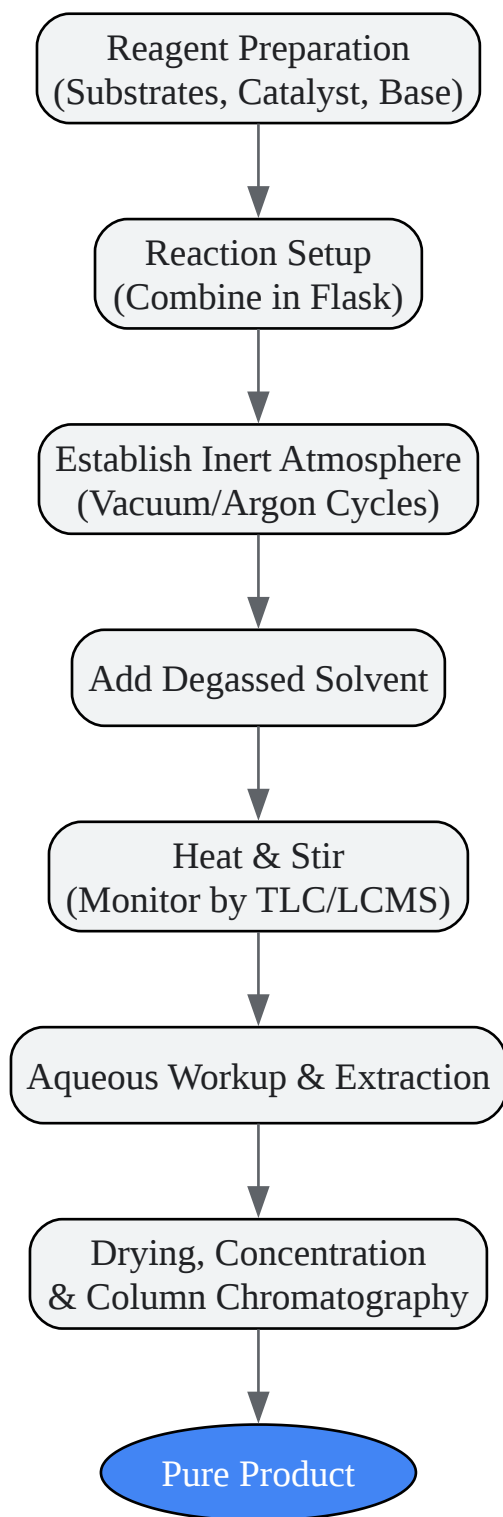 Reagent Preparation
(Substrates, Catalyst, Base)
Reaction Setup
(Combine in Flask)
Establish Inert Atmosphere
(Vacuum/Argon Cycles)
Add Degassed Solvent
Heat & Stir
(Monitor by TLC/LCMS)
Aqueous Workup & Extraction
Drying, Concentration
& Column Chromatography
Pure Product